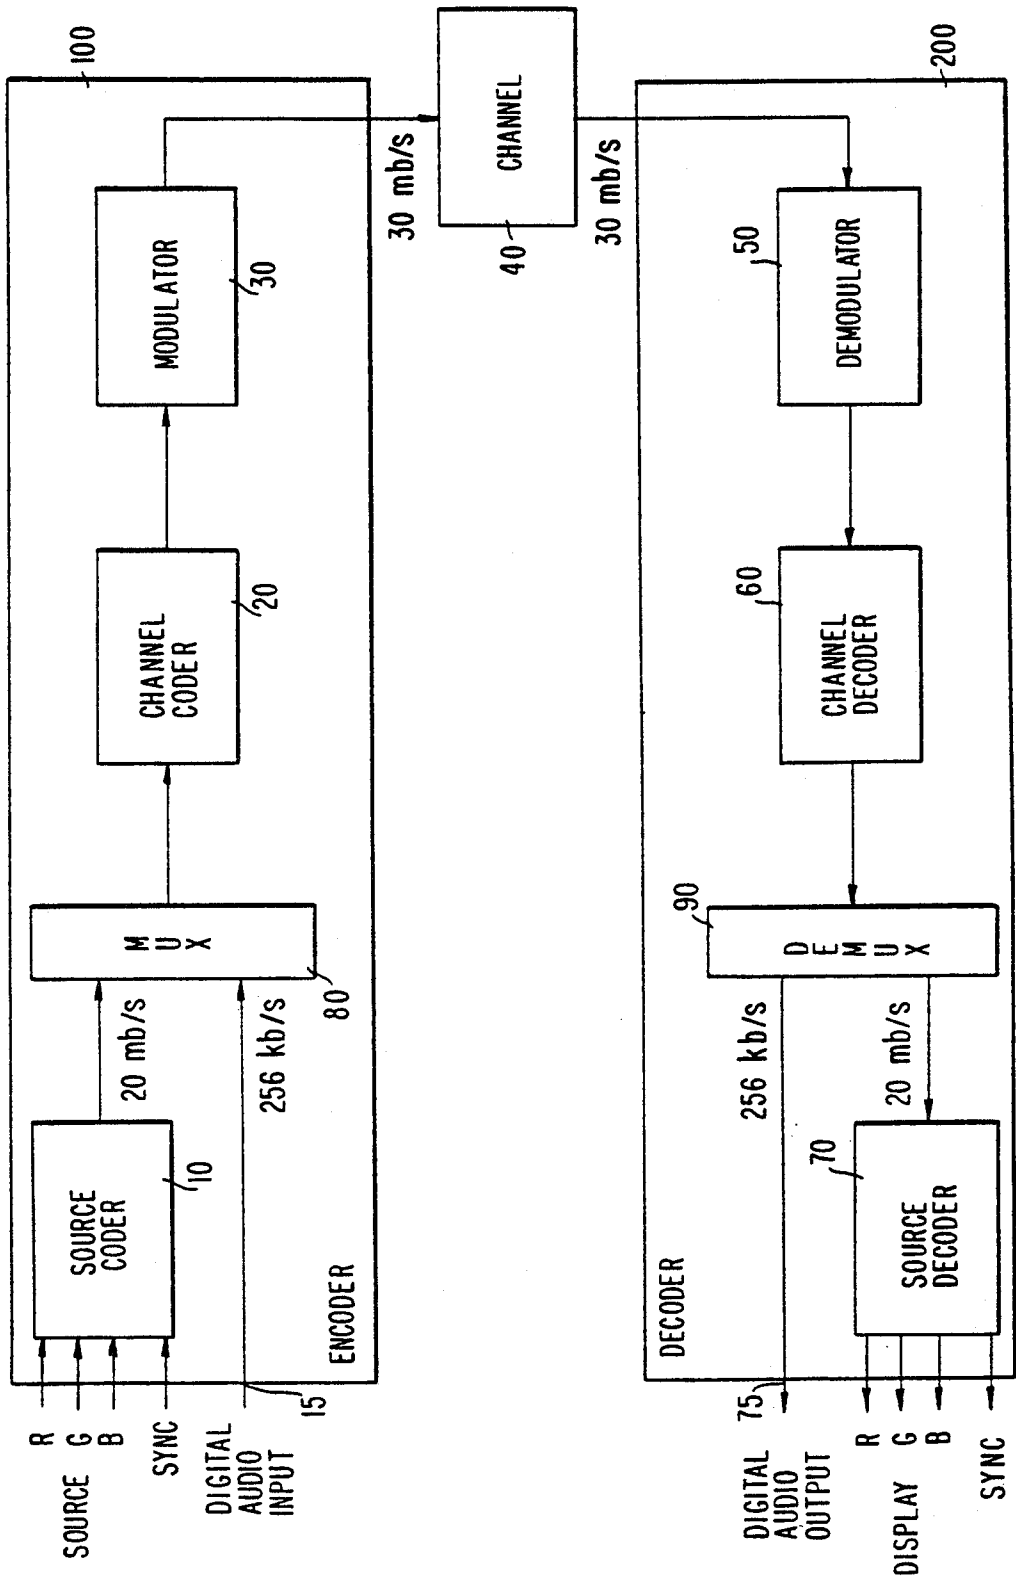 SOURCE
R
G
B
SYNC
DIGITAL
AUDIO
INPUT
15
SOURCE
CODER
10
20 mb/s
256 kb/s
MUX
80
CHANNEL
CODER
20
MODULATOR
30
ENCODER
100
30 mb/s
CHANNEL
40
30 mb/s
DECODER
200
DEMODULATOR
50
CHANNEL
DECODER
60
DEMUX
90
256 kb/s
20 mb/s
SOURCE
DECODER
70
75
DIGITAL
AUDIO
OUTPUT
DISPLAY
R
G
B
SYNC